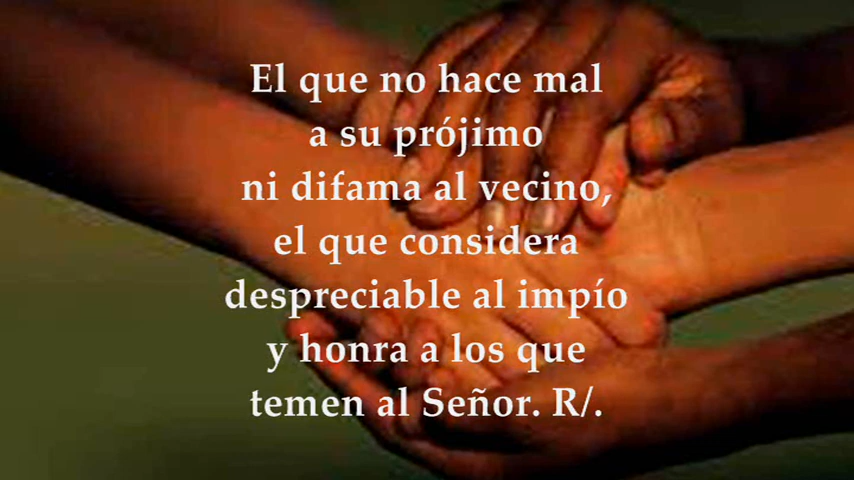 El que no hace mal
a su prójimo
ni difama al vecino,
el que considera
despreciable al impío
y honra a los que
temen al Señor. R/.